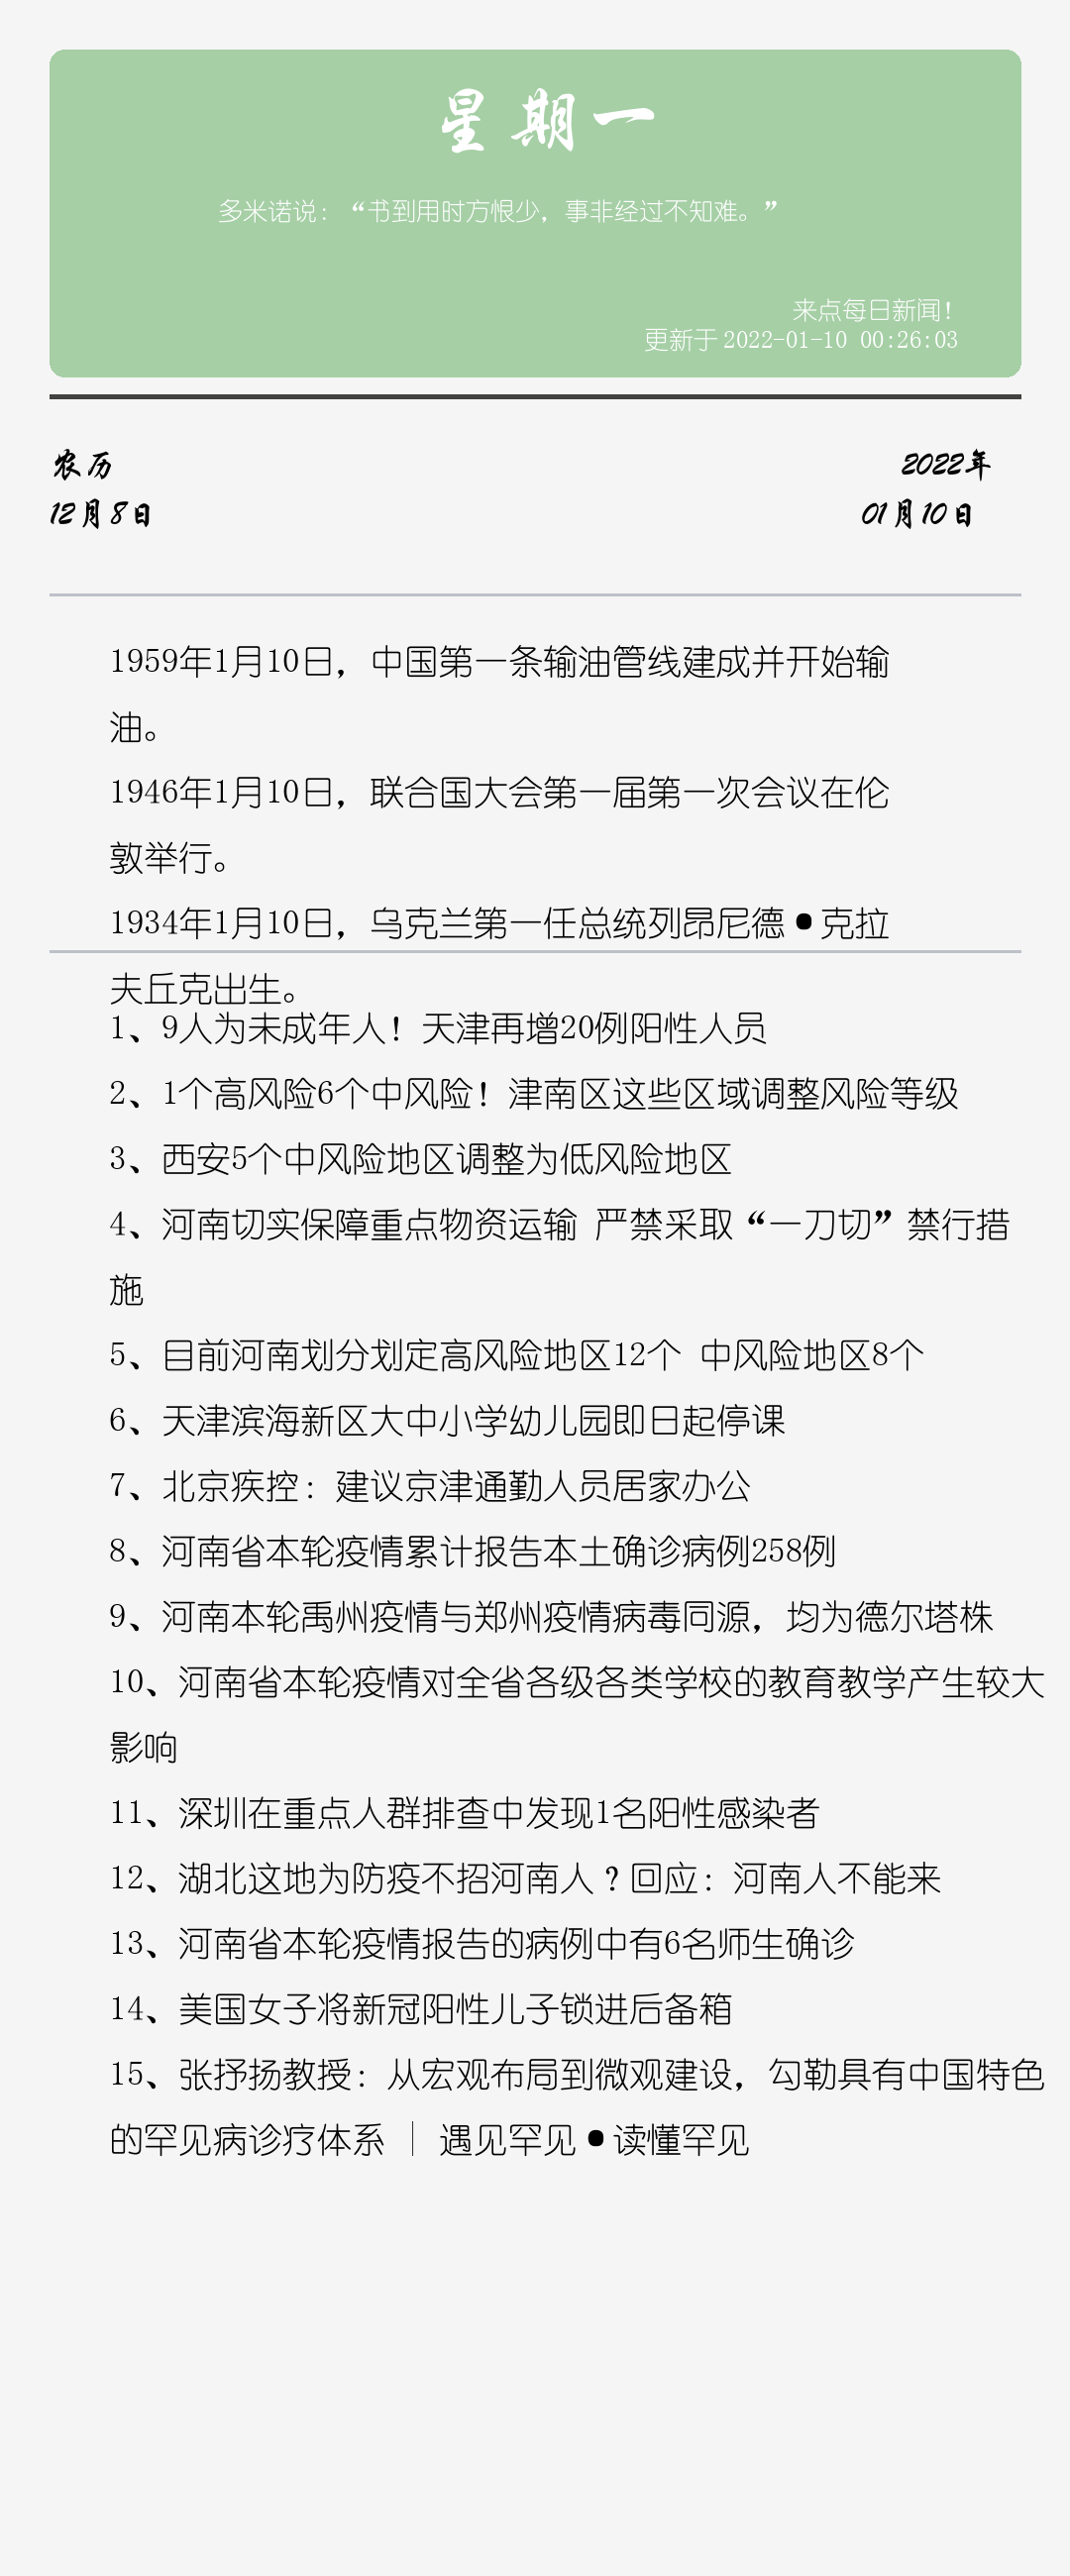 星期一
多米诺说：“书到用时方恨少，事非经过不知难。”
来点每日新闻！
更新于 2022-01-10 00:26:03
农历
12月8日
2022年
01月10日
1959年1月10日，中国第一条输油管线建成并开始输
油。
1946年1月10日，联合国大会第一届第一次会议在伦
敦举行。
1934年1月10日，乌克兰第一任总统列昂尼德•克拉
夫丘克出生。
1、9人为未成年人！天津再增20例阳性人员
2、1个高风险6个中风险！津南区这些区域调整风险等级
3、西安5个中风险地区调整为低风险地区
4、河南切实保障重点物资运输 严禁采取“一刀切”禁行措
施
5、目前河南划分划定高风险地区12个 中风险地区8个
6、天津滨海新区大中小学幼儿园即日起停课
7、北京疾控：建议京津通勤人员居家办公
8、河南省本轮疫情累计报告本土确诊病例258例
9、河南本轮禹州疫情与郑州疫情病毒同源，均为德尔塔株
10、河南省本轮疫情对全省各级各类学校的教育教学产生较大
影响
11、深圳在重点人群排查中发现1名阳性感染者
12、湖北这地为防疫不招河南人？回应：河南人不能来
13、河南省本轮疫情报告的病例中有6名师生确诊
14、美国女子将新冠阳性儿子锁进后备箱
15、张抒扬教授：从宏观布局到微观建设，勾勒具有中国特色
的罕见病诊疗体系 | 遇见罕见•读懂罕见